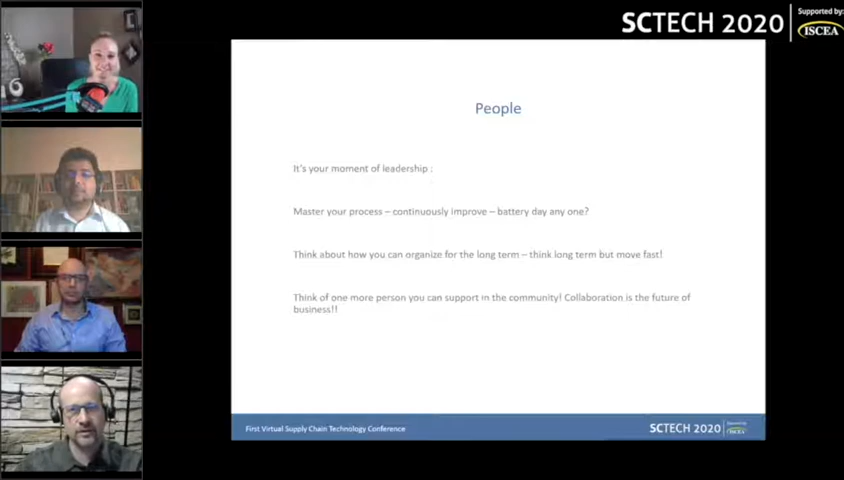 SCTECH 2020
Supported by:
ISCEA
People
It's your moment of leadership :
Master your process – continuously improve – battery day any one?
Think about how you can organize for the long term – think long term but move fast!
Think of one more person you can support in the community! Collaboration is the future of
business!!
First Virtual Supply Chain Technology Conference
SCTECH 2020
Supported by
ISCEA